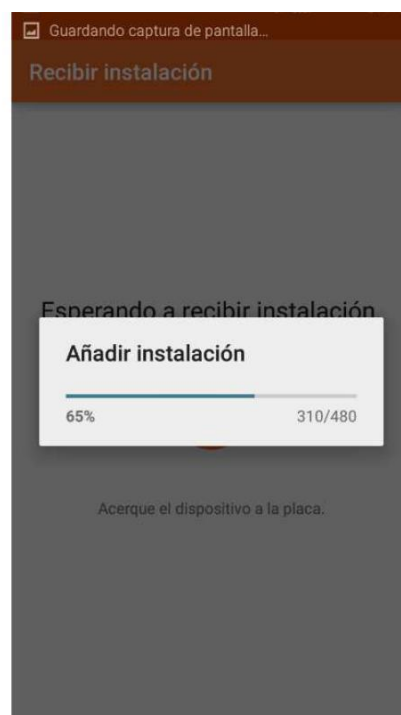 Guardando captura de pantalla...
Recibir instalación
Esperando a recibir instalación
Añadir instalación
65% 310/480
Acerque el dispositivo a la placa.